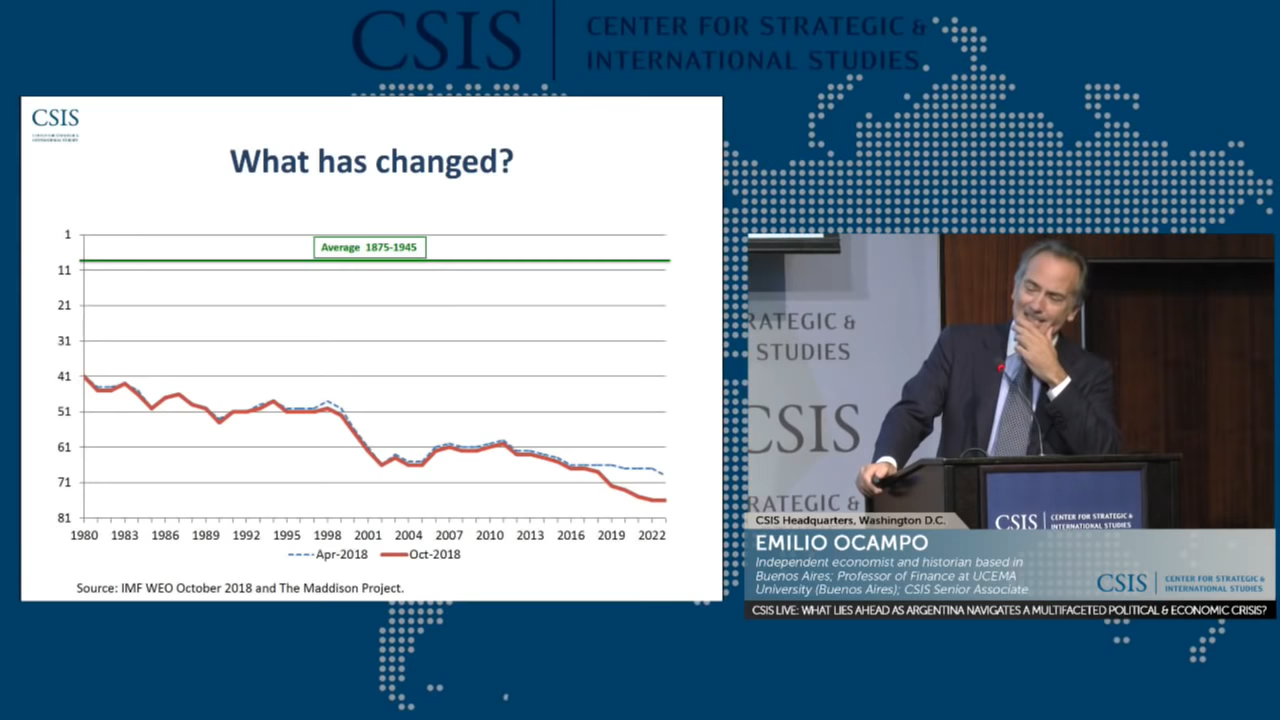 CSIS
CENTER FOR STRATEGIC &
INTERNATIONAL STUDIES
CSIS
CENTER FOR STRATEGIC &
INTERNATIONAL STUDIES
What has changed?
1
11
21
31
41
51
61
71
81
Average 1875-1945
1980 1983 1986 1989 1992 1995 1998 2001 2004 2007 2010 2013 2016 2019 2022
Apr-2018 Oct-2018
Source: IMF WEO October 2018 and The Maddison Project.
RATEGIC &
STUDIES
CSIS
RATEGIC &
CSIS
CENTER FOR STRATEGIC &
INTERNATIONAL STUDIES
CSIS Headquarters, Washington D.C.
EMILIO OCAMPO
Independent economist and historian based in
Buenos Aires; Professor of Finance at UCEMA
University (Buenos Aires); CSIS Senior Associate
CSIS
CENTER FOR STRATEGIC &
INTERNATIONAL STUDIES
CSIS LIVE: WHAT LIES AHEAD AS ARGENTINA NAVIGATES A MULTIFACETED POLITICAL & ECONOMIC CRISIS?